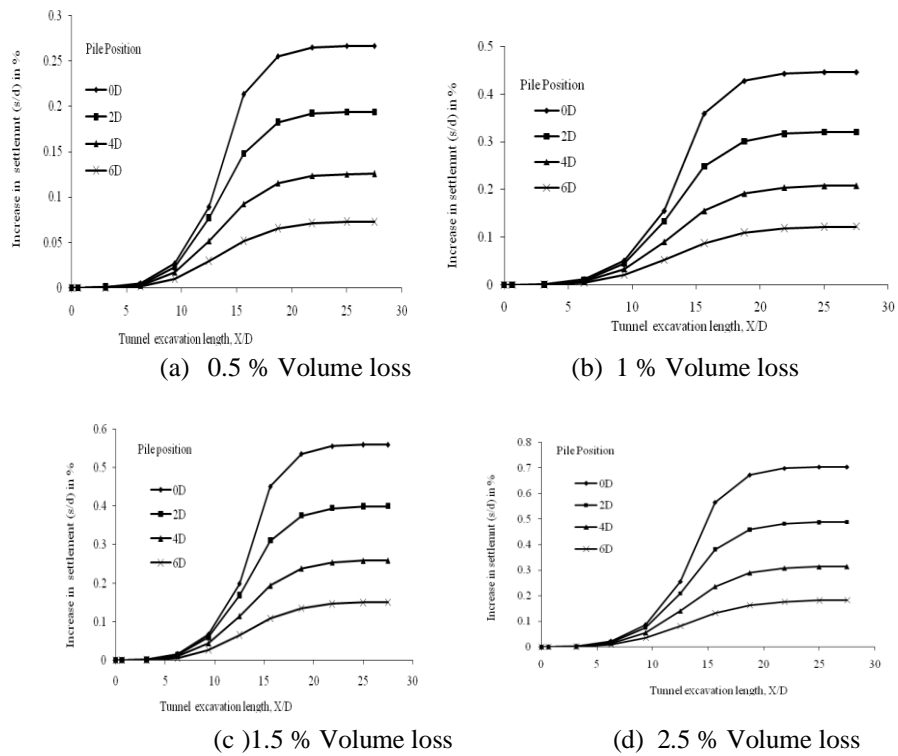 0.3
0.25
0.2
0.15
0.1
0.05
0
Increase in settlemnt (s/d) in %
Pile Position
0D
2D
4D
6D
0 5 10 15 20 25 30
Tunnel excavation length, X/D
(a) 0.5 % Volume loss
0.5
0.4
0.3
0.2
0.1
0
Increase in settlemnt (s/d) in %
Pile Position
0D
2D
4D
6D
0 5 10 15 20 25 30
Tunnel excavation length, X/D
(b) 1 % Volume loss
0.6
0.5
0.4
0.3
0.2
0.1
0
Increase in settlement (s/d) in %
Pile position
0D
2D
4D
6D
0 5 10 15 20 25 30
Tunnel excavation length, X/D
(c )1.5 % Volume loss
0.8
0.7
0.6
0.5
0.4
0.3
0.2
0.1
0
Increase in settlemnt (s/d) in %
Pile Position
0D
2D
4D
6D
0 5 10 15 20 25 30
Tunnel excavation length, X/D
(d) 2.5 % Volume loss